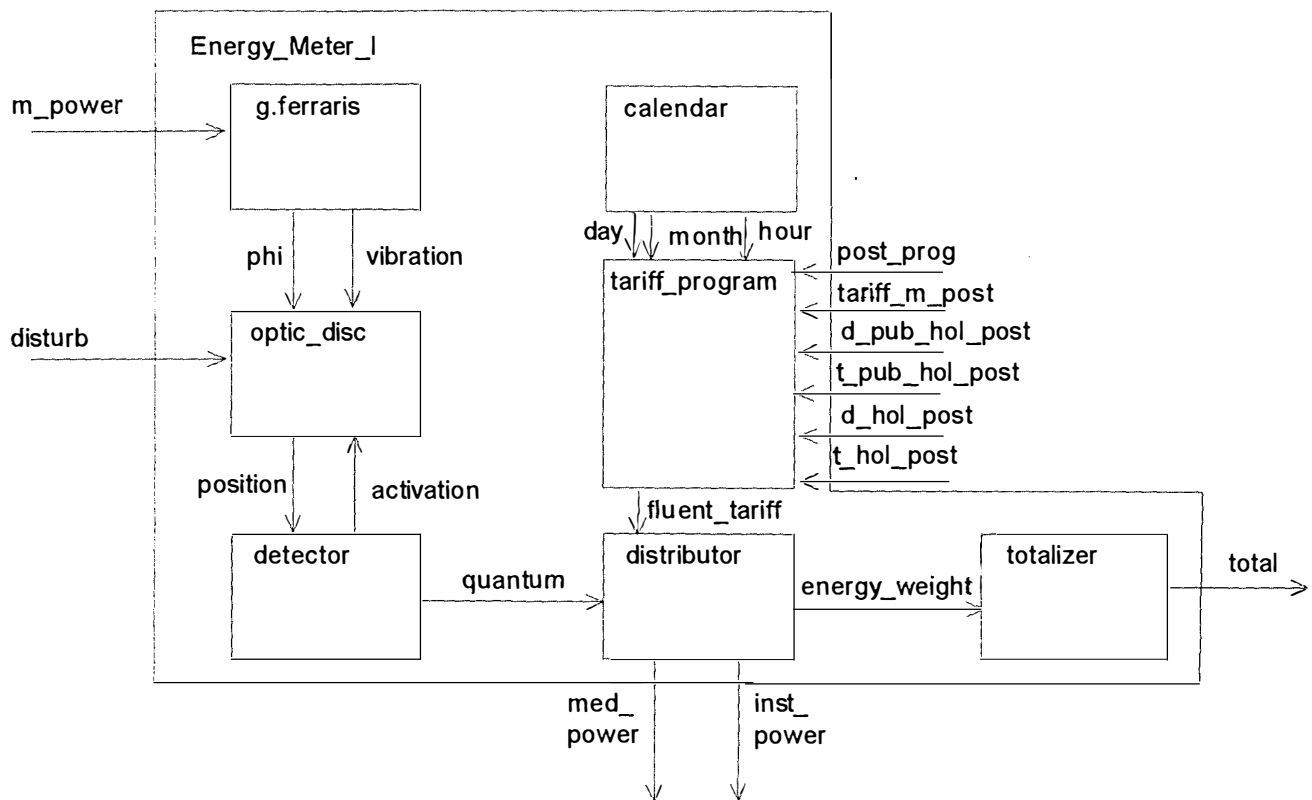 Energy_Meter_I
m_power
g.ferraris
calendar
day
month
hour
phi
vibration
post_prog
tariff_program
tariff_m_post
disturb
optic_disc
d_pub_hol_post
t_pub_hol_post
d_hol_post
t_hol_post
position
activation
fluent_tariff
detector
distributor
totalizer
total
quantum
energy_weight
med_
power
inst_
power